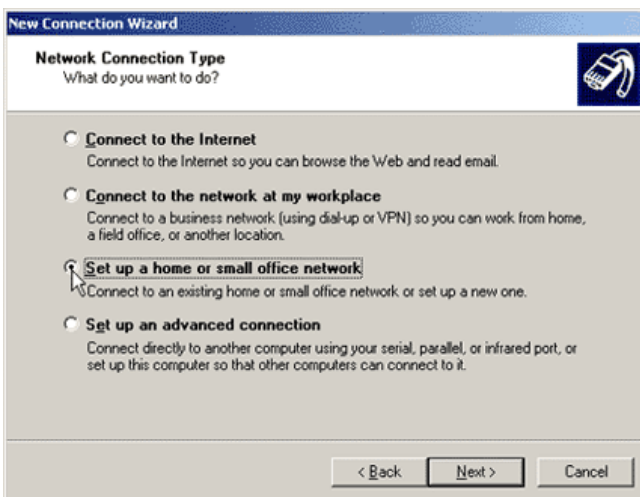 New Connection Wizard
Network Connection Type
What do you want to do?
Connect to the Internet
Connect to the Internet so you can browse the Web and read email.
Connect to the network at my workplace
Connect to a business network (using dial-up or VPN) so you can work from home,
a field office, or another location.
Set up a home or small office network
Connect to an existing home or small office network or set up a new one.
Set up an advanced connection
Connect directly to another computer using your serial, parallel, or infrared port, or
set up this computer so that other computers can connect to it.
< Back
Next >
Cancel